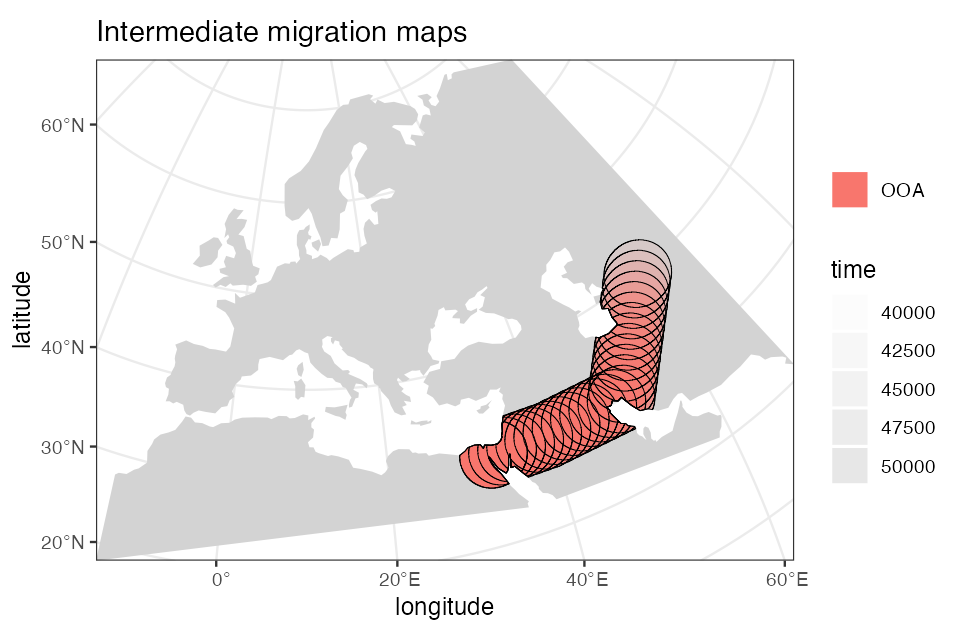 Intermediate migration maps
60°N
50°N
40°N
30°N
20°N
latitude
0°
20°E
40°E
60°E
longitude
OOA
time
40000
42500
45000
47500
50000